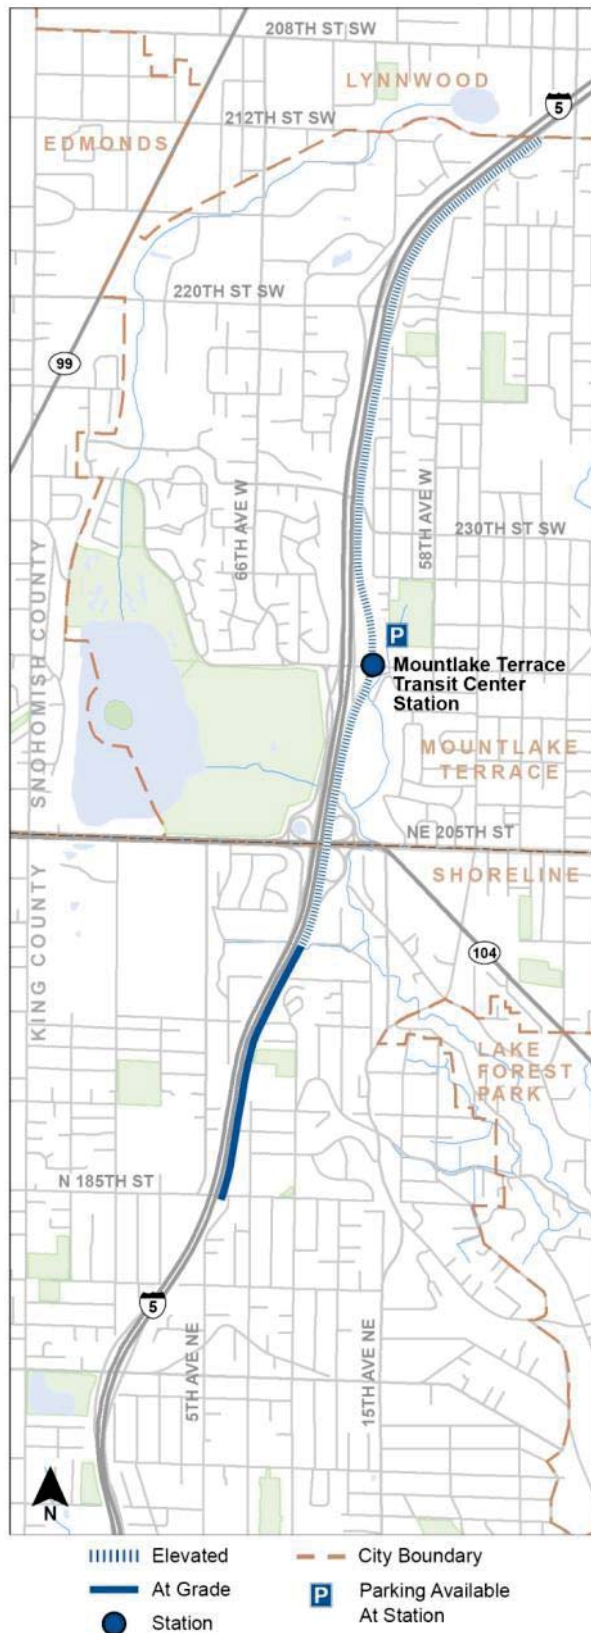 208TH ST SW
LYNNWOOD
5
212TH ST SW
EDMONDS
220TH ST SW
99
66TH AVE W
58TH AVE W
230TH ST SW
SNOHOMISH COUNTY
P
Mountlake Terrace
Transit Center
Station
MOUNTLAKE
TERRACE
NE 205TH ST
SHORELINE
KING COUNTY
104
LAKE
FOREST
PARK
N 185TH ST
5
5TH AVE NE
15TH AVE NE
N
Elevated
City Boundary
At Grade
P Parking Available
At Station
Station